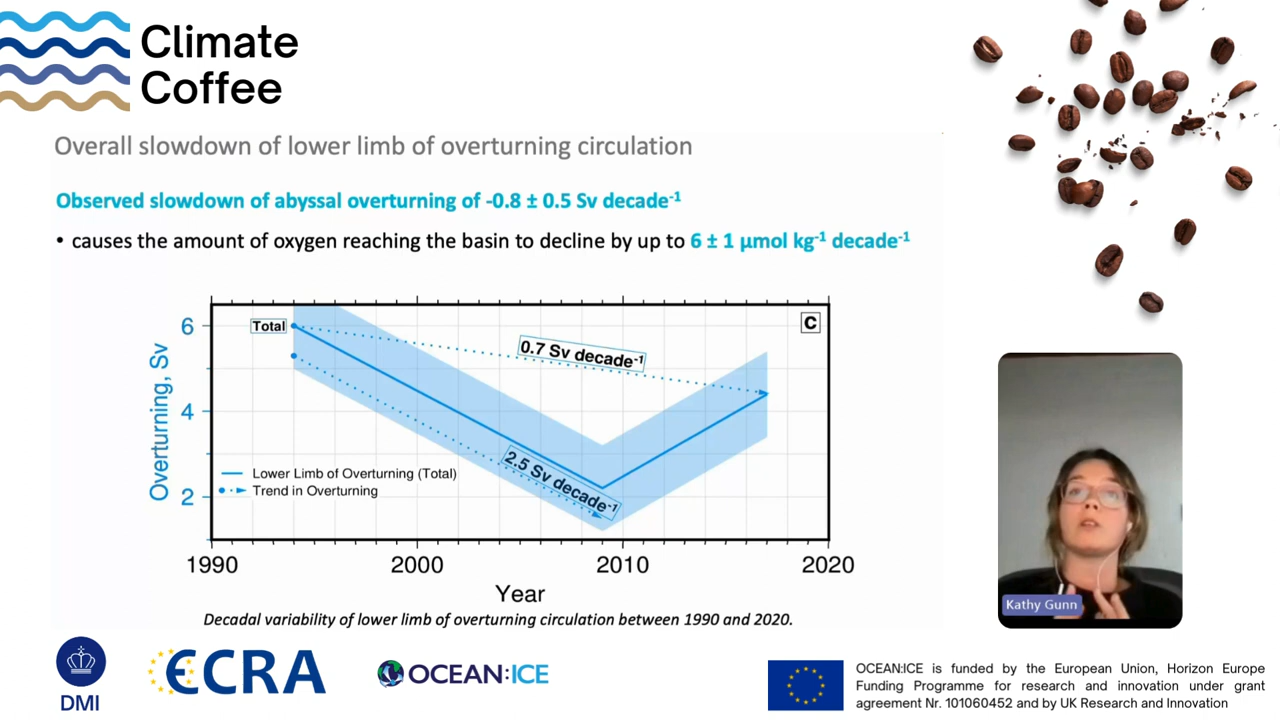 Climate
Coffee
Overall slowdown of lower limb of overturning circulation
Observed slowdown of abyssal overturning of -0.8 ± 0.5 Sv decade⁻¹
• causes the amount of oxygen reaching the basin to decline by up to 6 ± 1 µmol kg⁻¹ decade⁻¹
Overturning, Sv
6
4
2
Total
0.7 Sv decade⁻¹
C
2.5 Sv decade⁻¹
Lower Limb of Overturning (Total)
Trend in Overturning
1990
2000
2010
2020
Year
Decadal variability of lower limb of overturning circulation between 1990 and 2020.
Kathy Gunn
DMI
ECRA
OCEAN:ICE
OCEAN:ICE is funded by the European Union, Horizon Europe
Funding Programme for research and innovation under grant
agreement Nr. 101060452 and by UK Research and Innovation